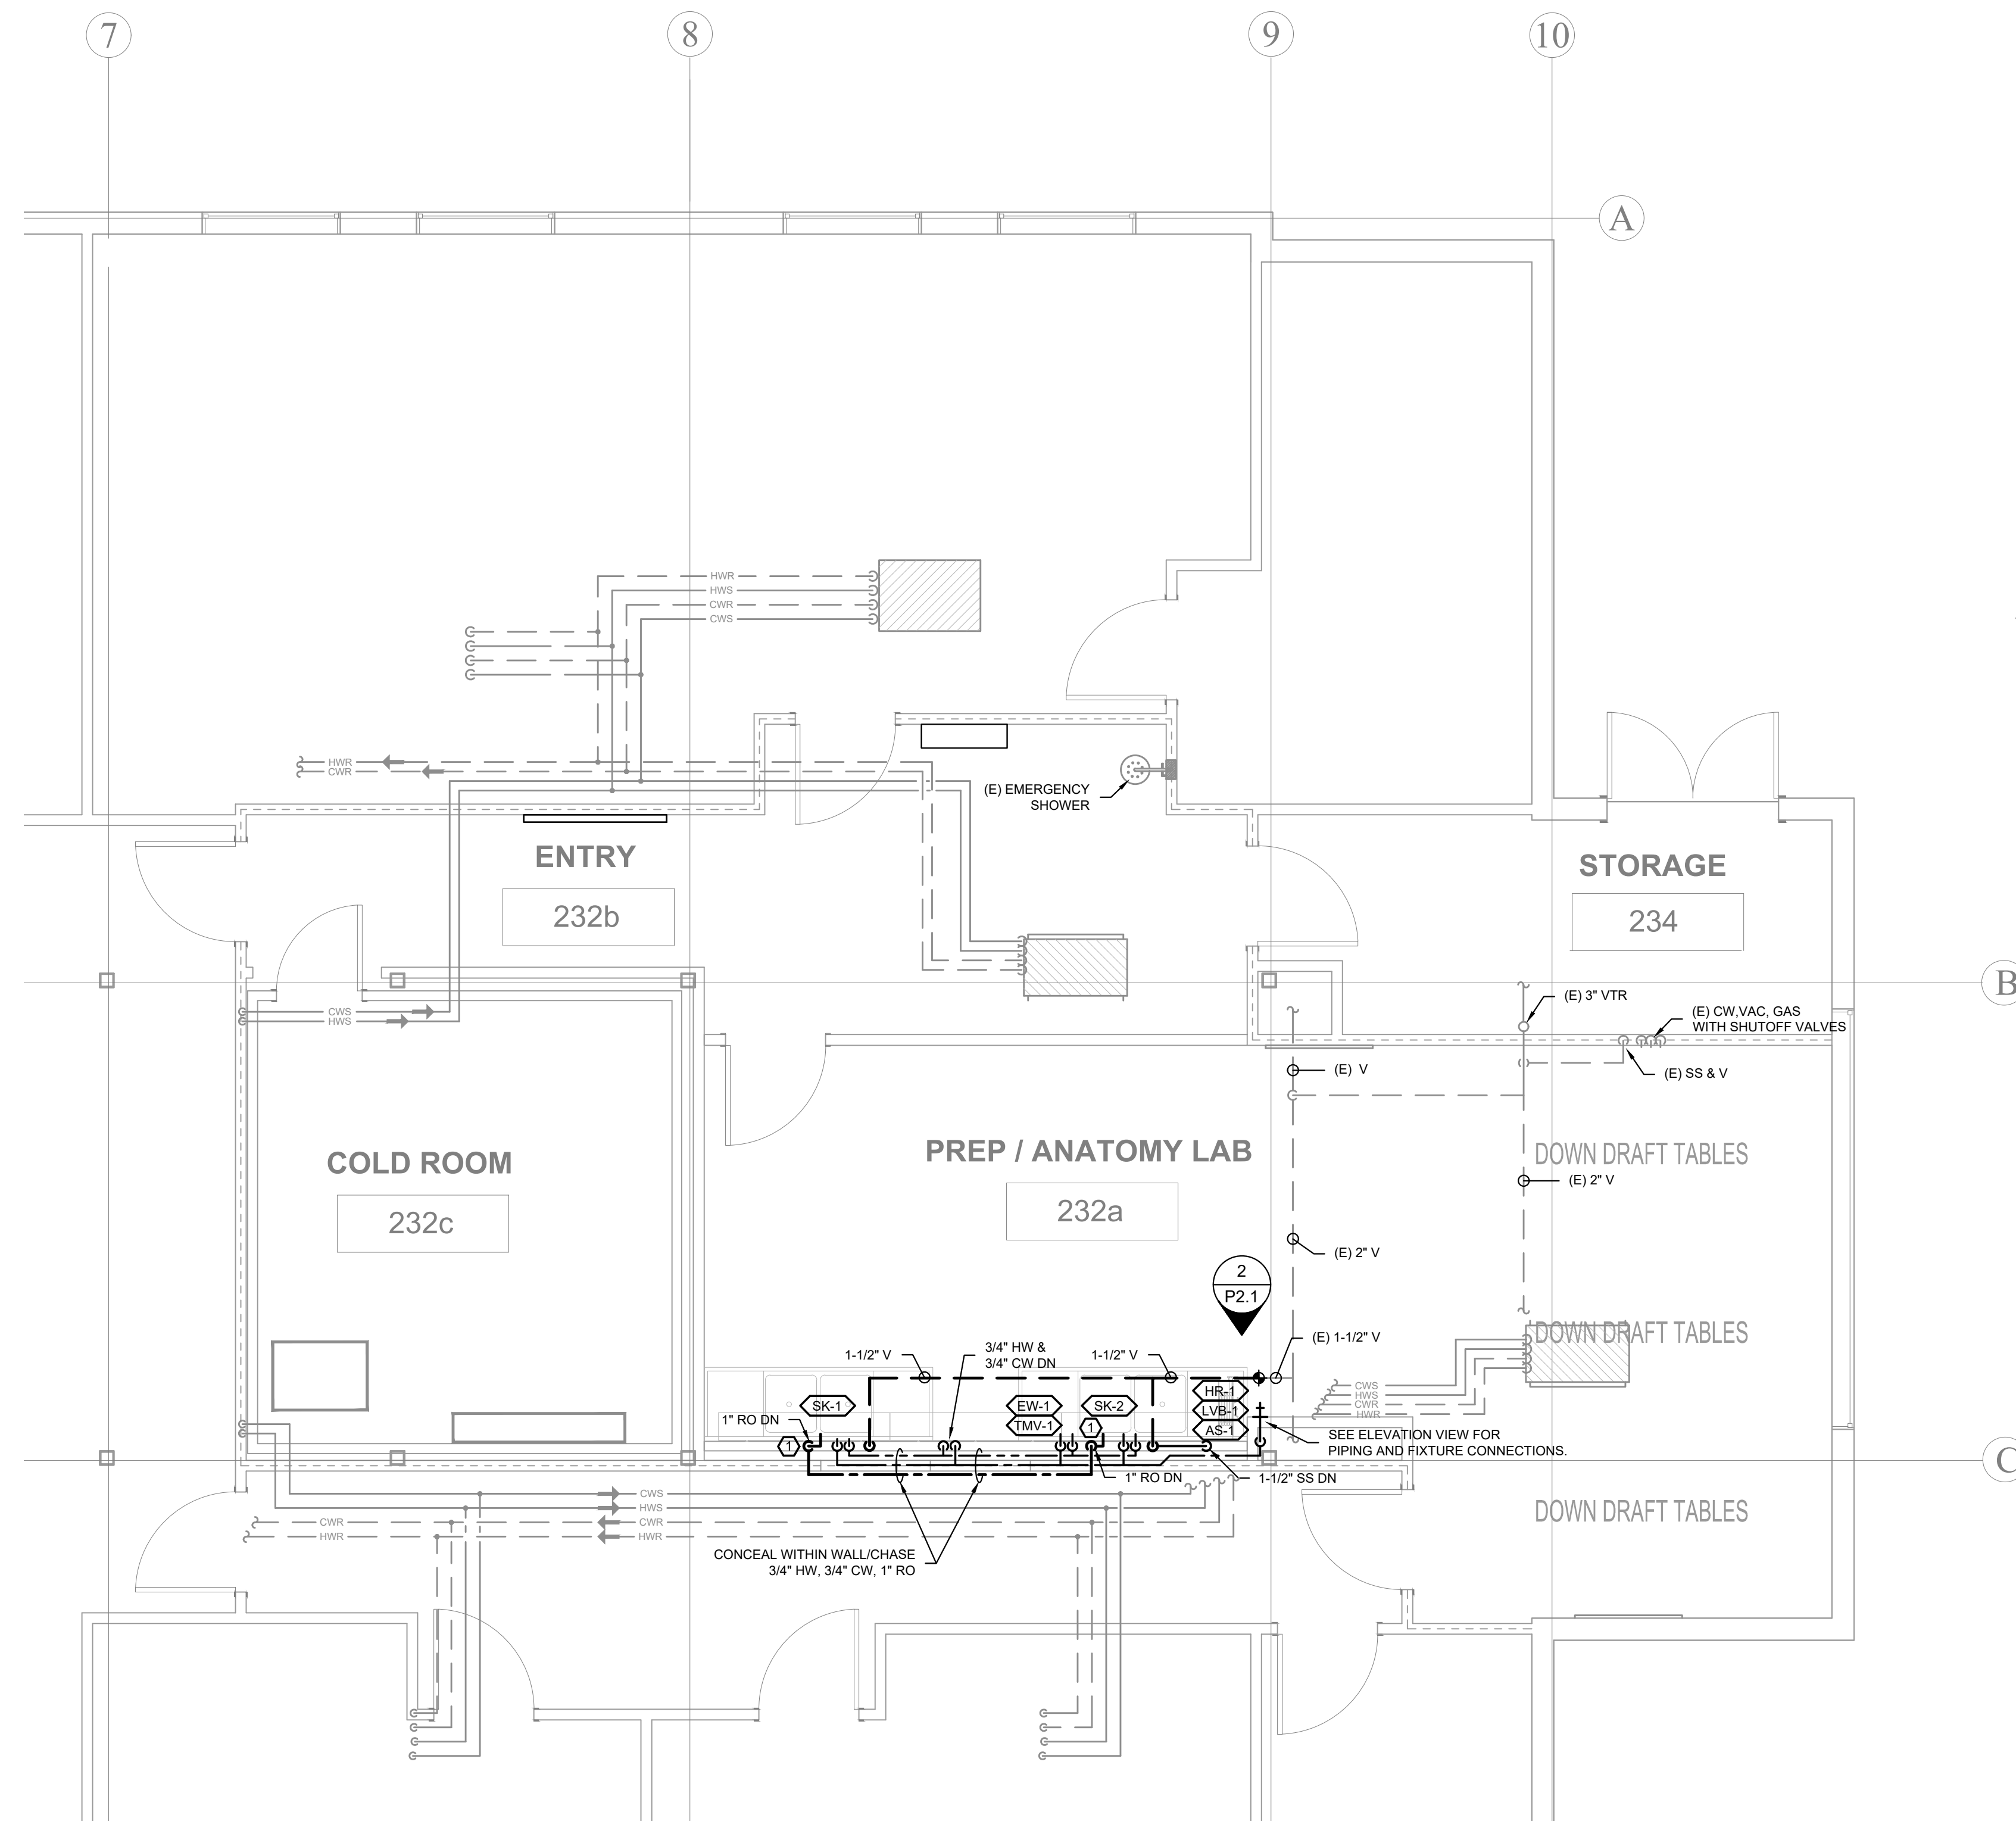 7
8
9
10
A
HWR
HWS
CWR
CWS
HWR
CWR
(E) EMERGENCY
SHOWER
ENTRY
232b
STORAGE
234
B
(E) 3" VTR
(E) CW,VAC, GAS
WITH SHUTOFF VALVES
CWS
HWS
(E)  V
(E) SS & V
COLD ROOM
232c
PREP / ANATOMY LAB
232a
DOWN DRAFT TABLES
(E) 2" V
(E) 2" V
2
P2.1
DOWN DRAFT TABLES
(E) 1-1/2" V
1-1/2" V
3/4" HW &
3/4" CW DN
1-1/2" V
CWS
HWS
CWR
HWR
HR-1
LVB-1
AS-1
SK-1
EW-1
TMV-1
SK-2
1" RO DN
1
1
SEE ELEVATION VIEW FOR
PIPING AND FIXTURE CONNECTIONS.
C
1" RO DN
1-1/2" SS DN
CWS
HWS
CWR
CWR
HWR
HWR
DOWN DRAFT TABLES
CONCEAL WITHIN WALL/CHASE
3/4" HW, 3/4" CW, 1" RO